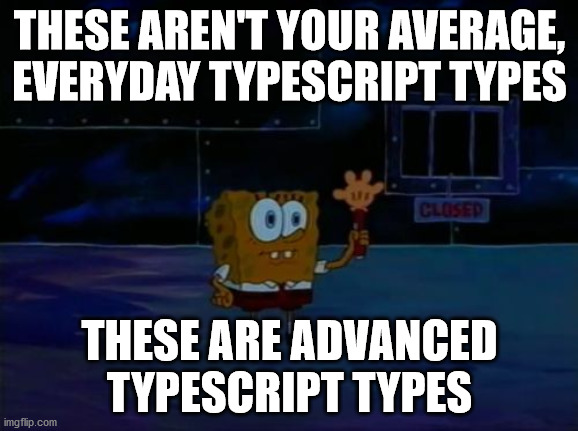 THESE AREN'T YOUR AVERAGE,
EVERYDAY TYPESCRIPT TYPES
CLOSED
THESE ARE ADVANCED
TYPESCRIPT TYPES
imgflip.com